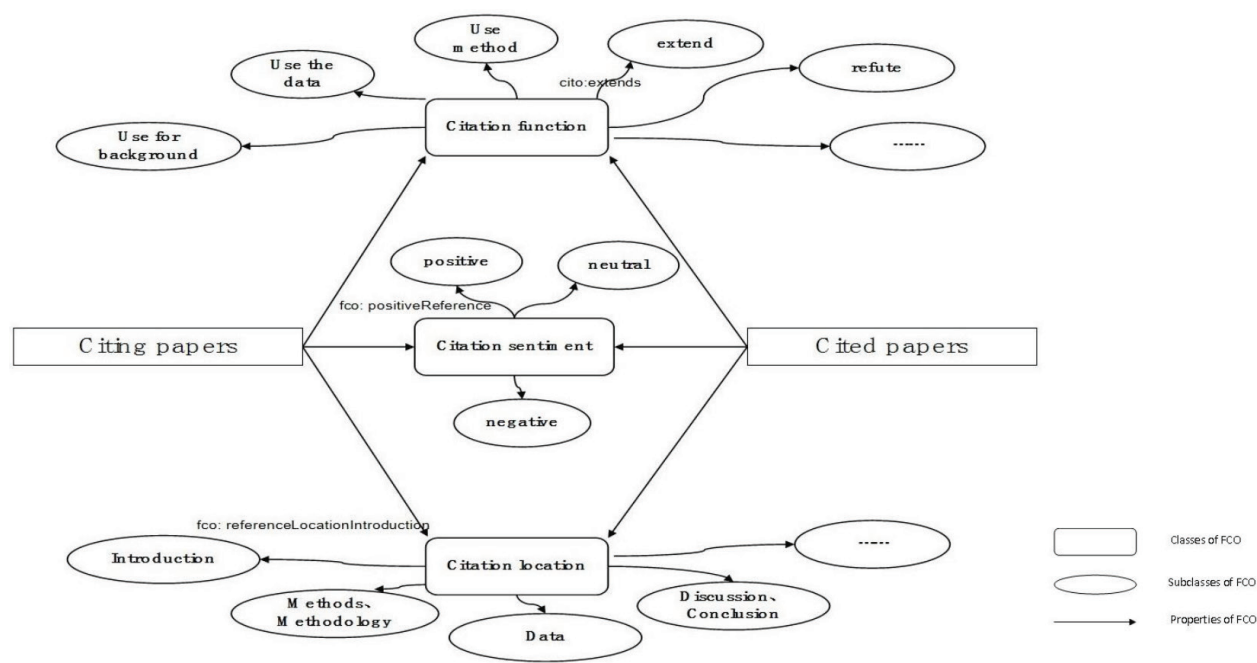 Use
method
extend
Use the
data
cito:extends
refute
Citation function
Use for
background
······
positive
neutral
fco: positiveReference
Citing papers
Citation sentiment
Cited papers
negative
fco: referenceLocationIntroduction
Introduction
Citation location
······
Methods、
Methodology
Data
Discussion、
Conclusion
Classes of FCO
Subclasses of FCO
Properties of FCO